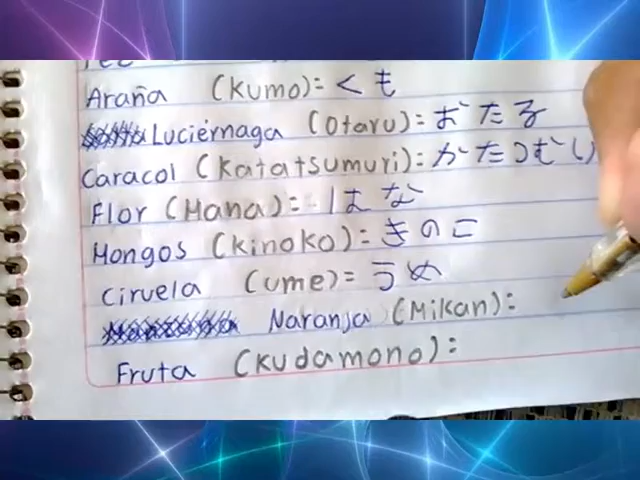 Araña (Kumo): くも
Luciérnaga (Otaru): おたる
Caracol (Katatsumuri): かたつむり
Flor (Hana): はな
Hongos (Kinoko): きのこ
Ciruela (ume): うめ
Naranja (Mikan):
Fruta (Kudamono):